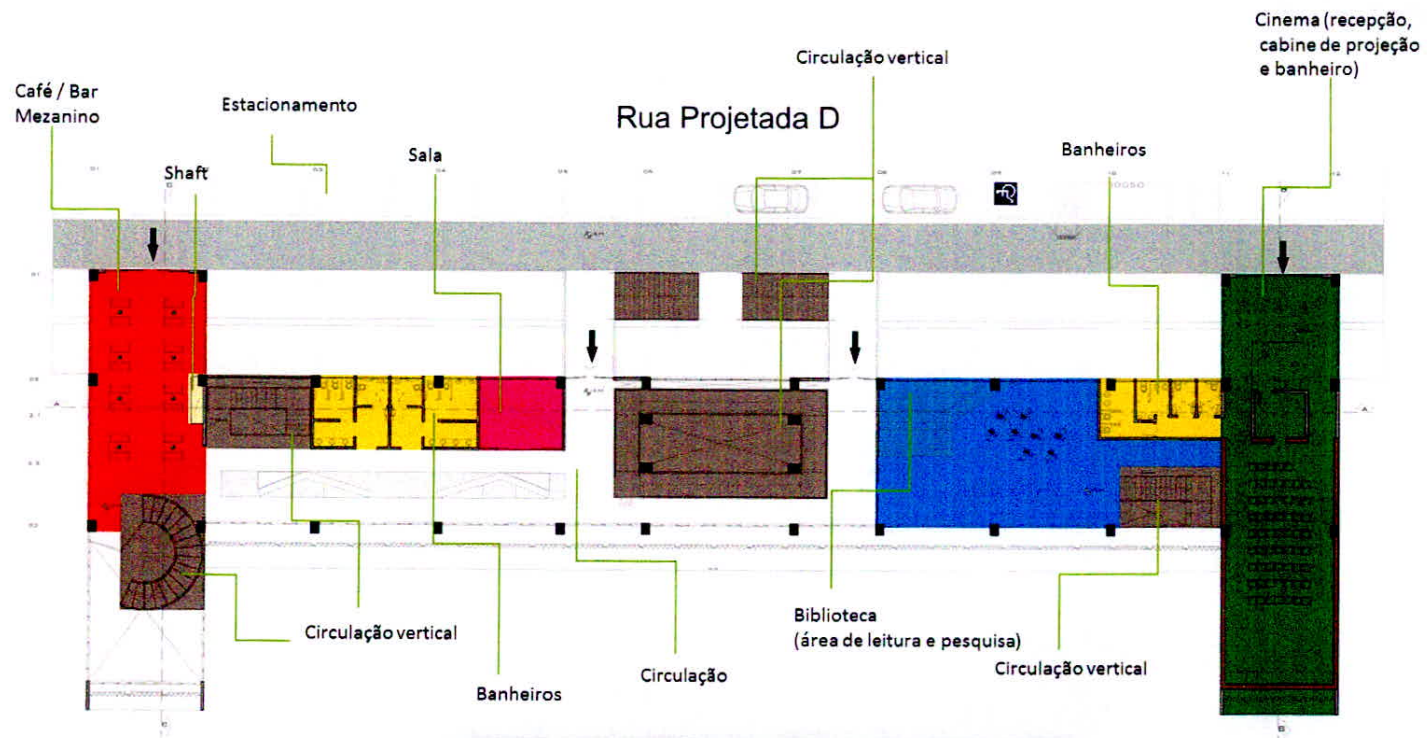 Cinema (recepção,
cabine de projeção
e banheiro)
Circulação vertical
Café / Bar
Mezanino
Estacionamento
Rua Projetada D
Shaft
Sala
Banheiros
Biblioteca
(área de leitura e pesquisa)
Circulação vertical
Circulação vertical
Circulação
Banheiros